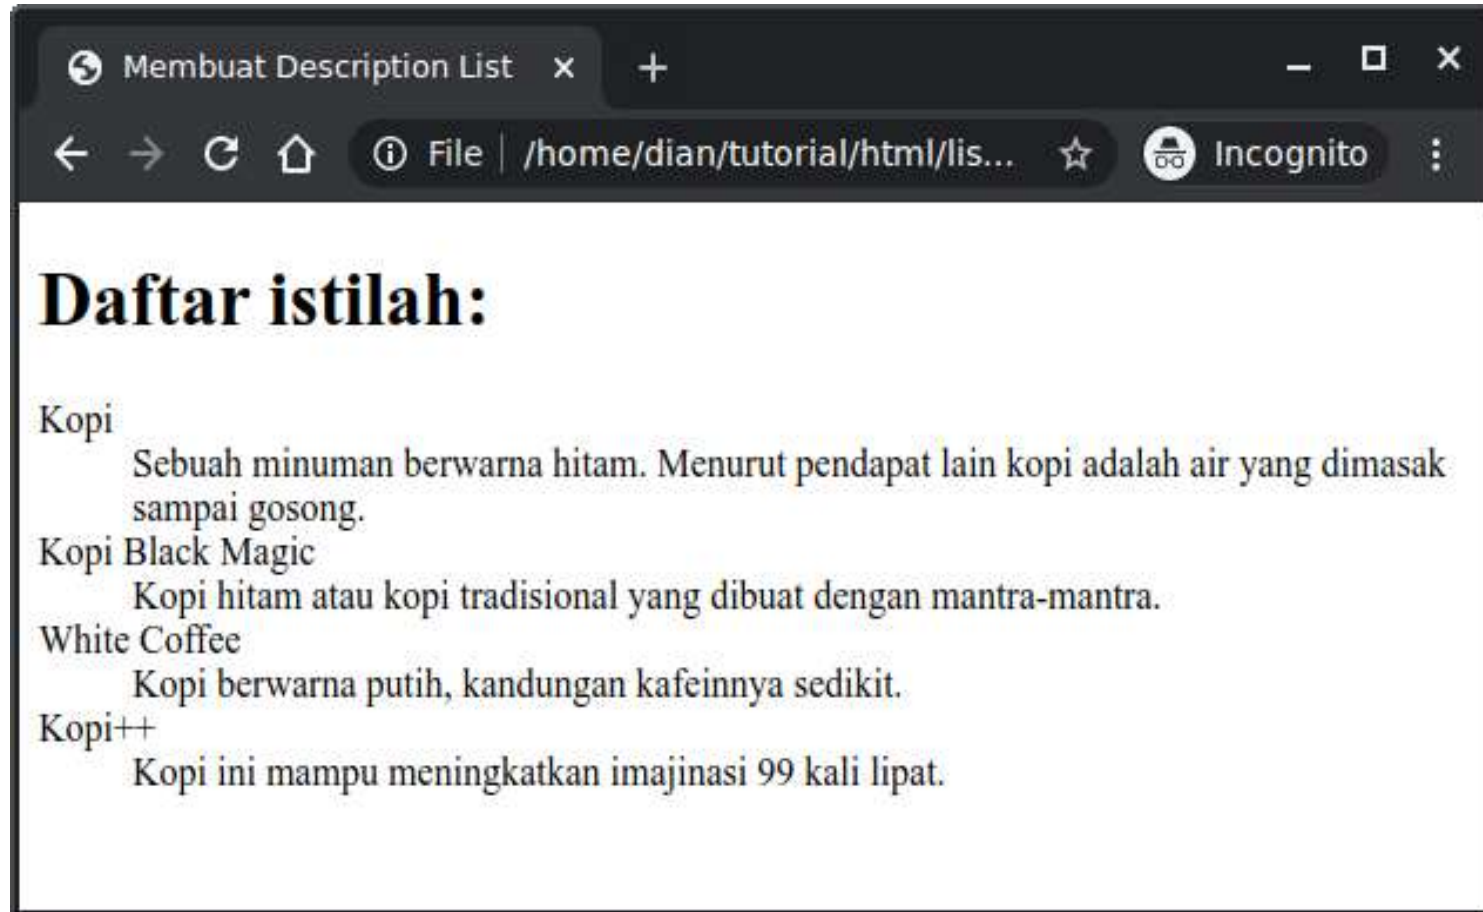 Membuat Description List
File /home/dian/tutorial/html/lis... Incognito
Daftar istilah:
Kopi
Sebuah minuman berwarna hitam. Menurut pendapat lain kopi adalah air yang dimasak
sampai gosong.
Kopi Black Magic
Kopi hitam atau kopi tradisional yang dibuat dengan mantra-mantra.
White Coffee
Kopi berwarna putih, kandungan kafeinnya sedikit.
Kopi++
Kopi ini mampu meningkatkan imajinasi 99 kali lipat.